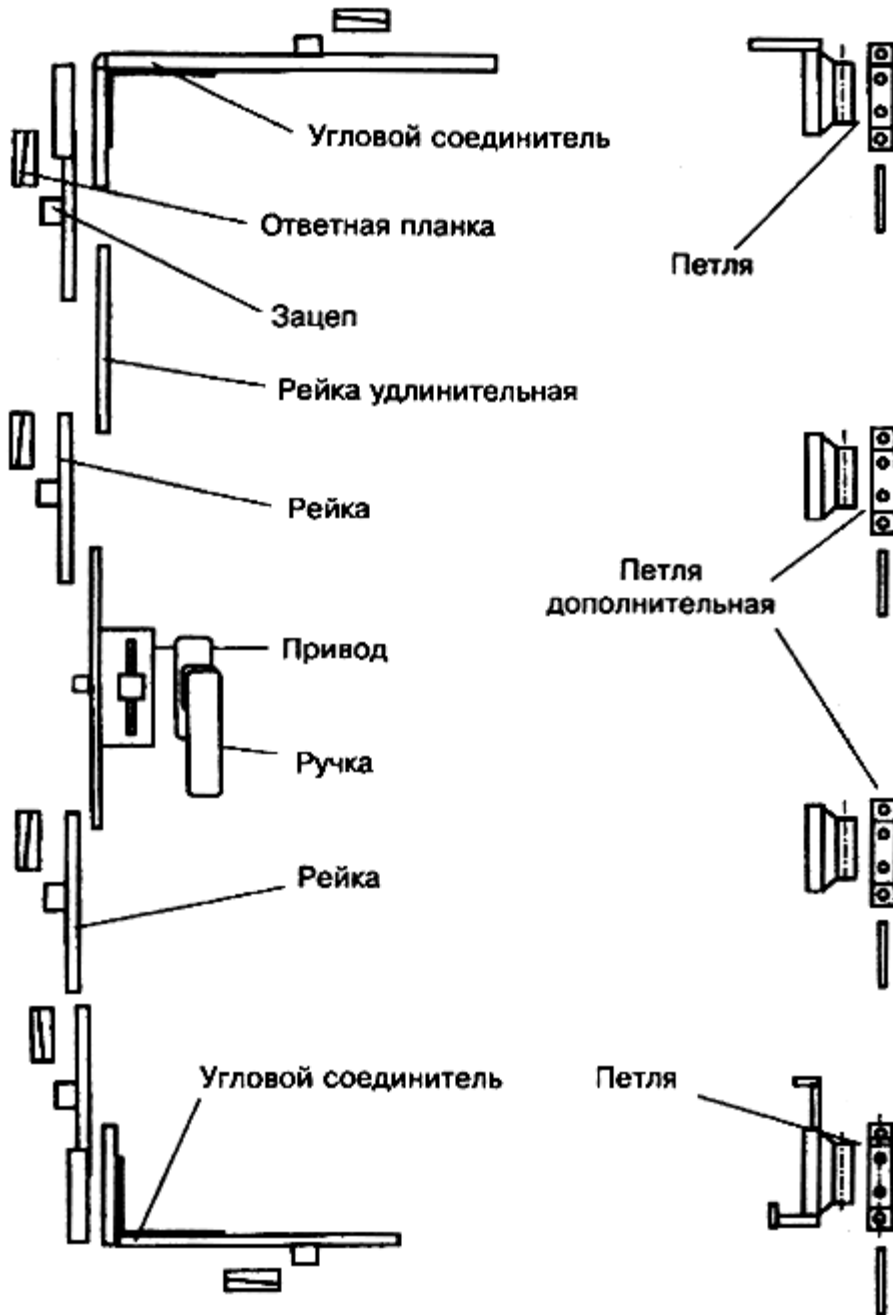 Угловой соединитель
Ответная планка
Петля
Зацеп
Рейка удлинительная
Рейка
Петля
дополнительная
Привод
Ручка
Рейка
Угловой соединитель
Петля